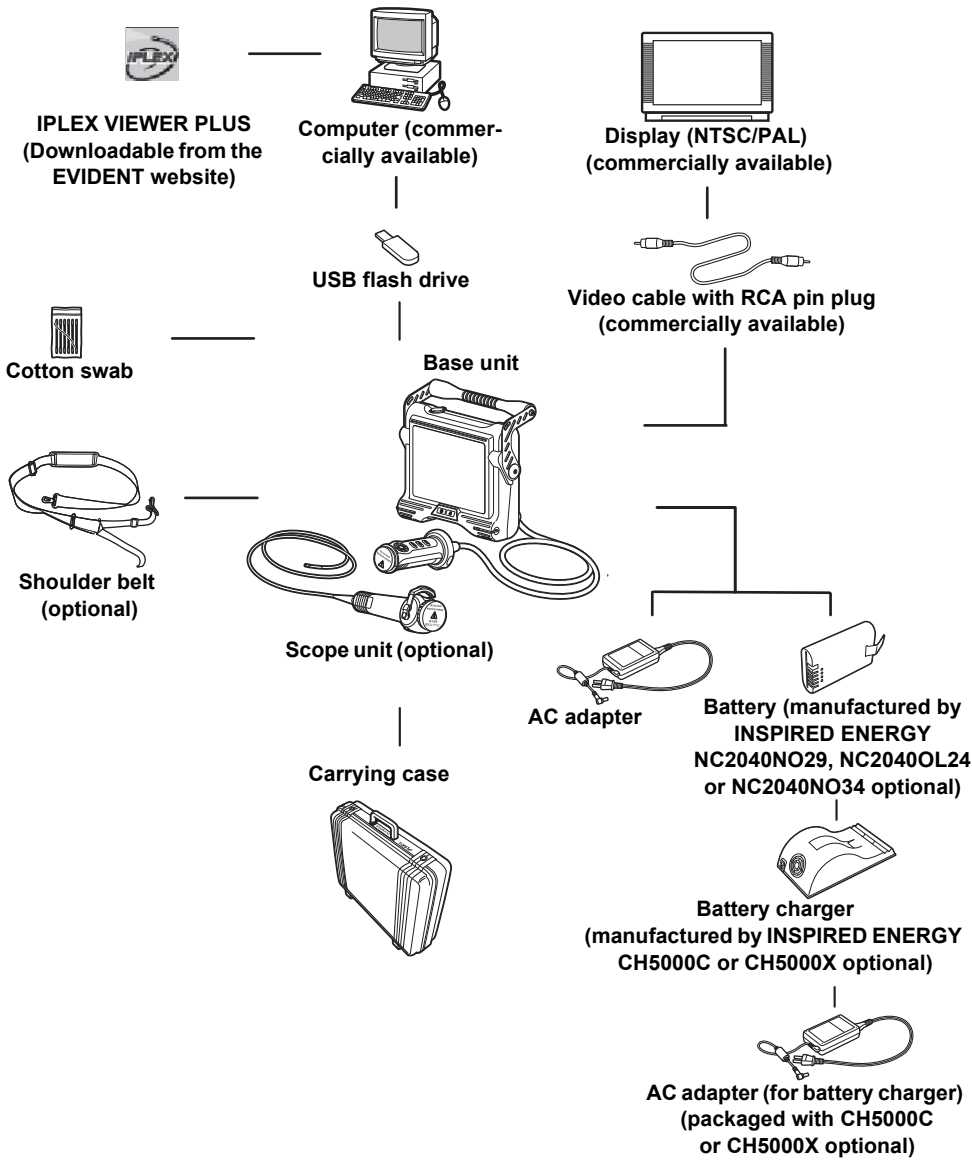 IPLEX
IPLEX VIEWER PLUS
(Downloadable from the
EVIDENT website)
Computer (commer-
cially available)
Display (NTSC/PAL)
(commercially available)
USB flash drive
Video cable with RCA pin plug
(commercially available)
Cotton swab
Base unit
Shoulder belt
(optional)
Scope unit (optional)
AC adapter
Battery (manufactured by
INSPIRED ENERGY
NC2040NO29, NC2040OL24
or NC2040NO34 optional)
Carrying case
Battery charger
(manufactured by INSPIRED ENERGY
CH5000C or CH5000X optional)
AC adapter (for battery charger)
(packaged with CH5000C
or CH5000X optional)